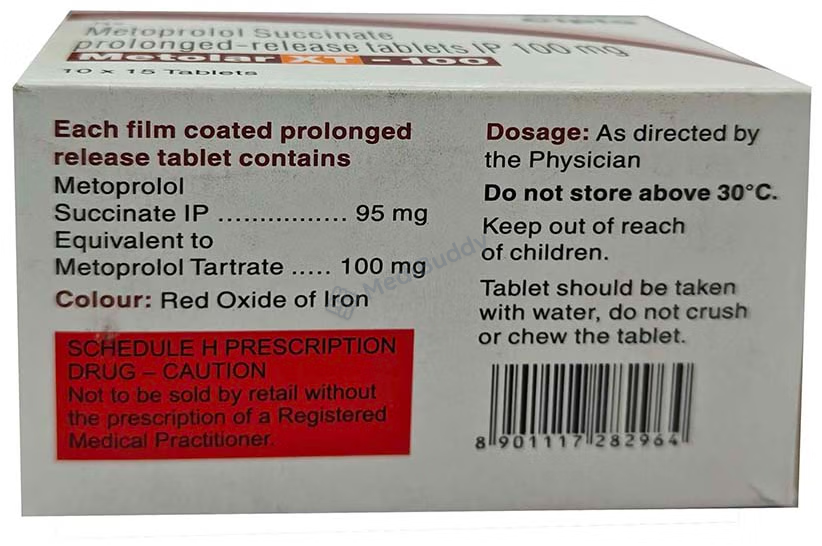 Cipla
Metoprolol Succinate
prolonged-release tablets IP 100 mg
Metolar XT - 100
10 x 15 Tablets
Each film coated prolonged
release tablet contains
Metoprolol
Succinate IP ................ 95 mg
Equivalent to
Metoprolol Tartrate ..... 100 mg
Colour: Red Oxide of Iron
SCHEDULE H PRESCRIPTION
DRUG – CAUTION
Not to be sold by retail without
the prescription of a Registered
Medical Practitioner.
Dosage: As directed by
the Physician
Do not store above 30°C.
Keep out of reach
of children.
Tablet should be taken
with water, do not crush
or chew the tablet.
8 901117 282964
MedBuddy